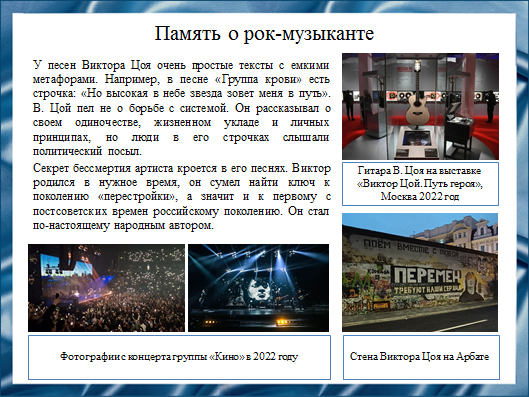 Память о рок-музыканте
У песен Виктора Цоя очень простые тексты с емкими
метафорами. Например, в песне «Группа крови» есть
строчка: «Но высокая в небе звезда зовет меня в путь».
В. Цой пел не о борьбе с системой. Он рассказывал о
своем одиночестве, жизненном укладе и личных
принципах, но люди в его строчках слышали
политический посыл.
Секрет бессмертия артиста кроется в его песнях. Виктор
родился в нужное время, он сумел найти ключ к
поколению «перестройки», а значит и к первому с
постсоветских времен российскому поколению. Он стал
по-настоящему народным автором.
Гитара В. Цоя на выставке
«Виктор Цой. Путь героя»,
Москва 2022 год
ПОЁМ ВМЕСТЕ С
ПЕРЕМЕН
ТРЕБУЮТ НАШИ СЕРДЦА
Фотографии с концерта группы «Кино» в 2022 году
Стена Виктора Цоя на Арбате